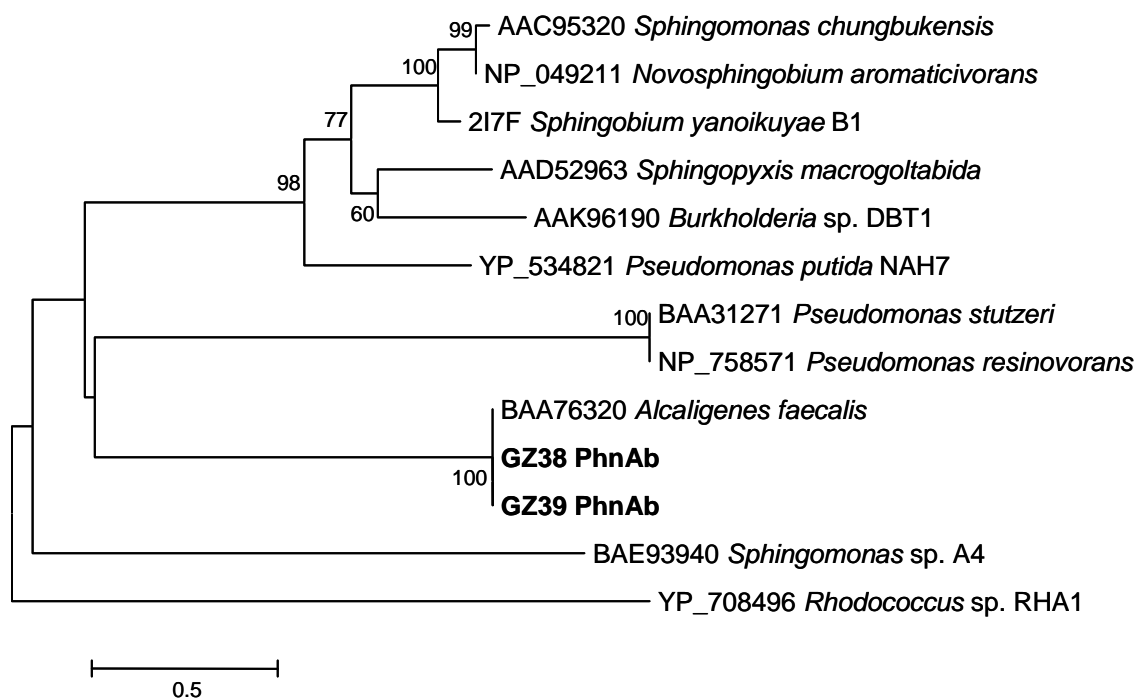 99
AAC95320 Sphingomonas chungbukensis
100
NP_049211 Novosphingobium aromaticivorans
77
2I7F Sphingobium yanoikuyae B1
AAD52963 Sphingopyxis macrogoltabida
98
60
AAK96190 Burkholderia sp. DBT1
YP_534821 Pseudomonas putida NAH7
100
BAA31271 Pseudomonas stutzeri
NP_758571 Pseudomonas resinovorans
BAA76320 Alcaligenes faecalis
GZ38 PhnAb
100
GZ39 PhnAb
BAE93940 Sphingomonas sp. A4
YP_708496 Rhodococcus sp. RHA1
0.5